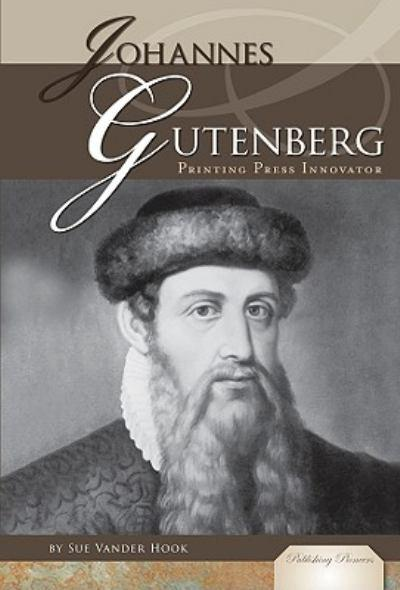 Johannes
Gutenberg
Printing Press Innovator
by Sue Vander Hook
Publishing Pioneers